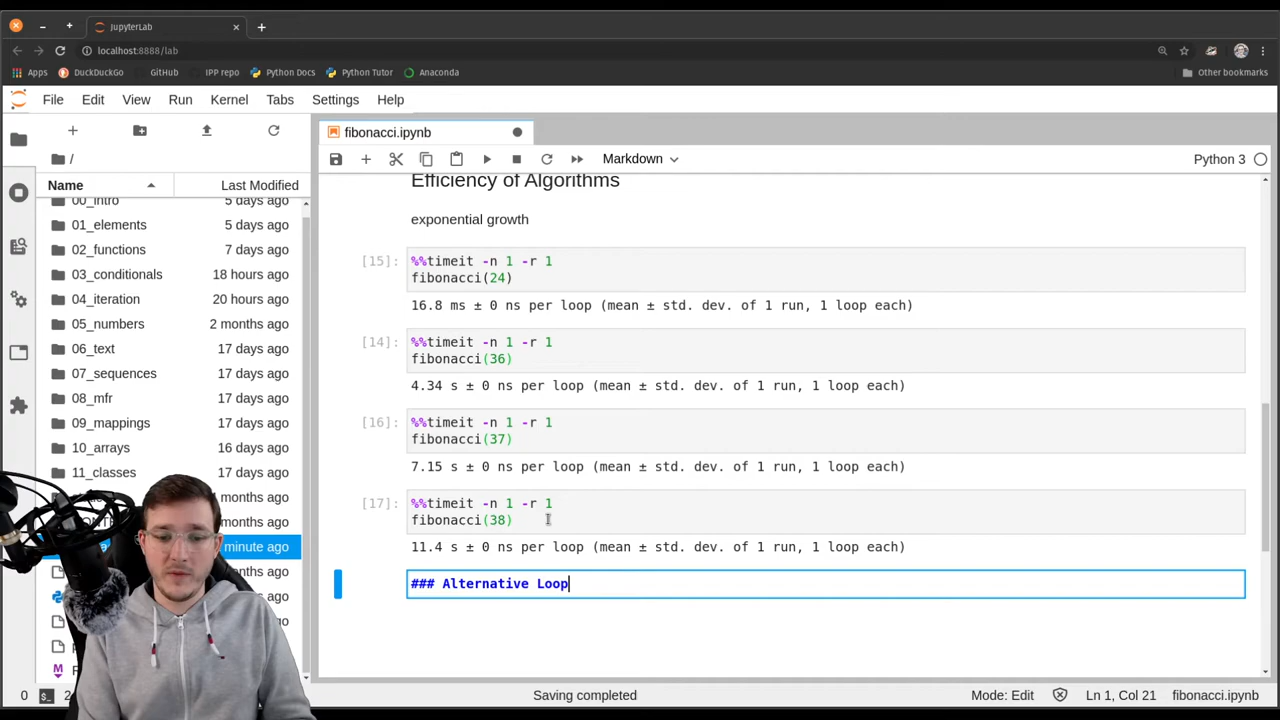 JupyterLab
localhost:8888/lab
Apps DuckDuckGo GitHub IPP repo Python Docs Python Tutor Anaconda Other bookmarks
File Edit View Run Kernel Tabs Settings Help
fibonacci.ipynb
Markdown Python 3
/
Name Last Modified
00_intro 5 days ago
01_elements 5 days ago
02_functions 7 days ago
03_conditionals 18 hours ago
04_iteration 20 hours ago
05_numbers 2 months ago
06_text 17 days ago
07_sequences 17 days ago
08_mfr 17 days ago
09_mappings 17 days ago
10_arrays 16 days ago
11_classes 17 days ago
months ago
months ago
minute ago
Efficiency of Algorithms
exponential growth
[15]: %%timeit -n 1 -r 1
fibonacci(24)
16.8 ms ± 0 ns per loop (mean ± std. dev. of 1 run, 1 loop each)
[14]: %%timeit -n 1 -r 1
fibonacci(36)
4.34 s ± 0 ns per loop (mean ± std. dev. of 1 run, 1 loop each)
[16]: %%timeit -n 1 -r 1
fibonacci(37)
7.15 s ± 0 ns per loop (mean ± std. dev. of 1 run, 1 loop each)
[17]: %%timeit -n 1 -r 1
fibonacci(38)
11.4 s ± 0 ns per loop (mean ± std. dev. of 1 run, 1 loop each)
### Alternative Loop
0 Saving completed Mode: Edit Ln 1, Col 21 fibonacci.ipynb